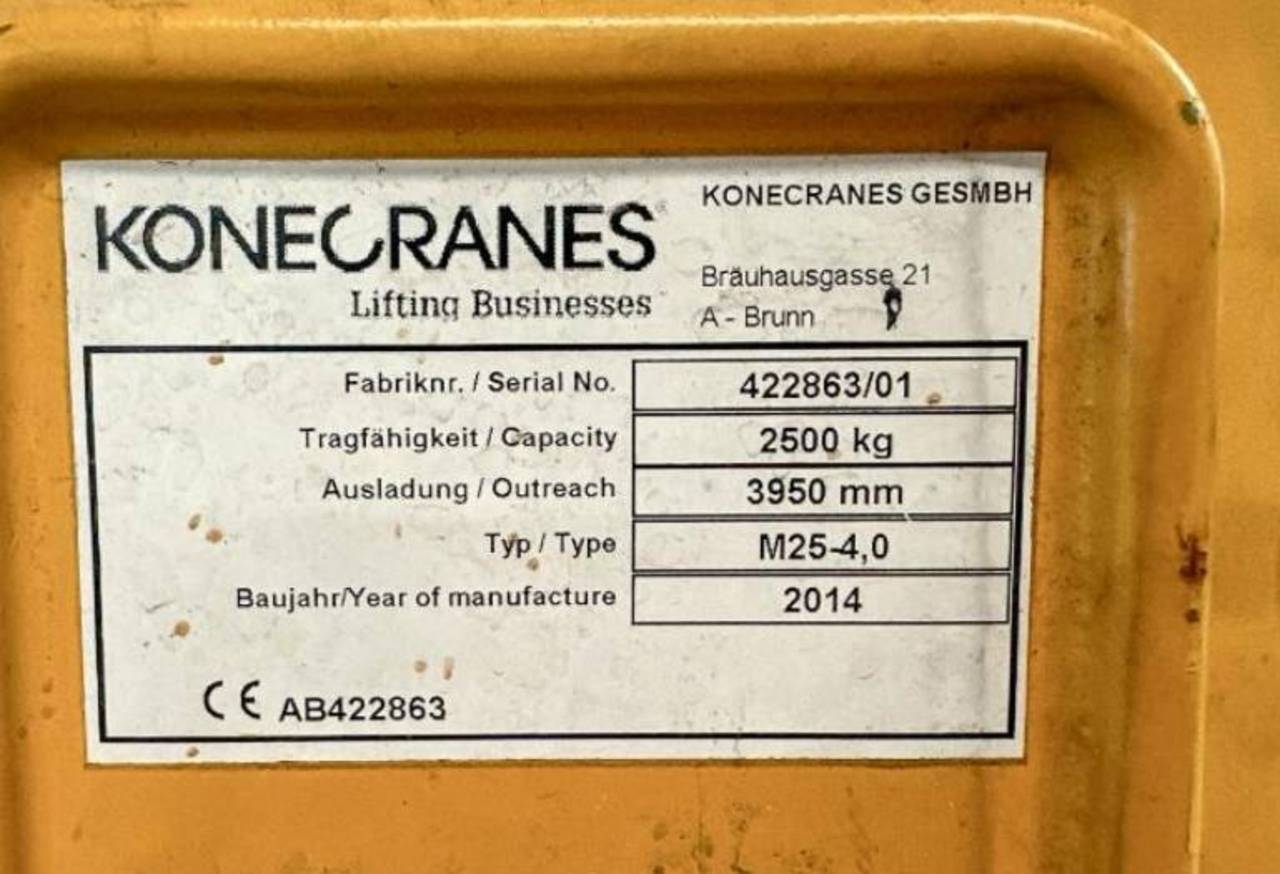 KONECRANES
Lifting Businesses
KONECRANES GESMBH
Bräuhausgasse 21
A - Brunn
Fabriknr. / Serial No. 422863/01
Tragfähigkeit / Capacity 2500 kg
Ausladung / Outreach 3950 mm
Typ / Type M25-4,0
Baujahr/Year of manufacture 2014
CE AB422863